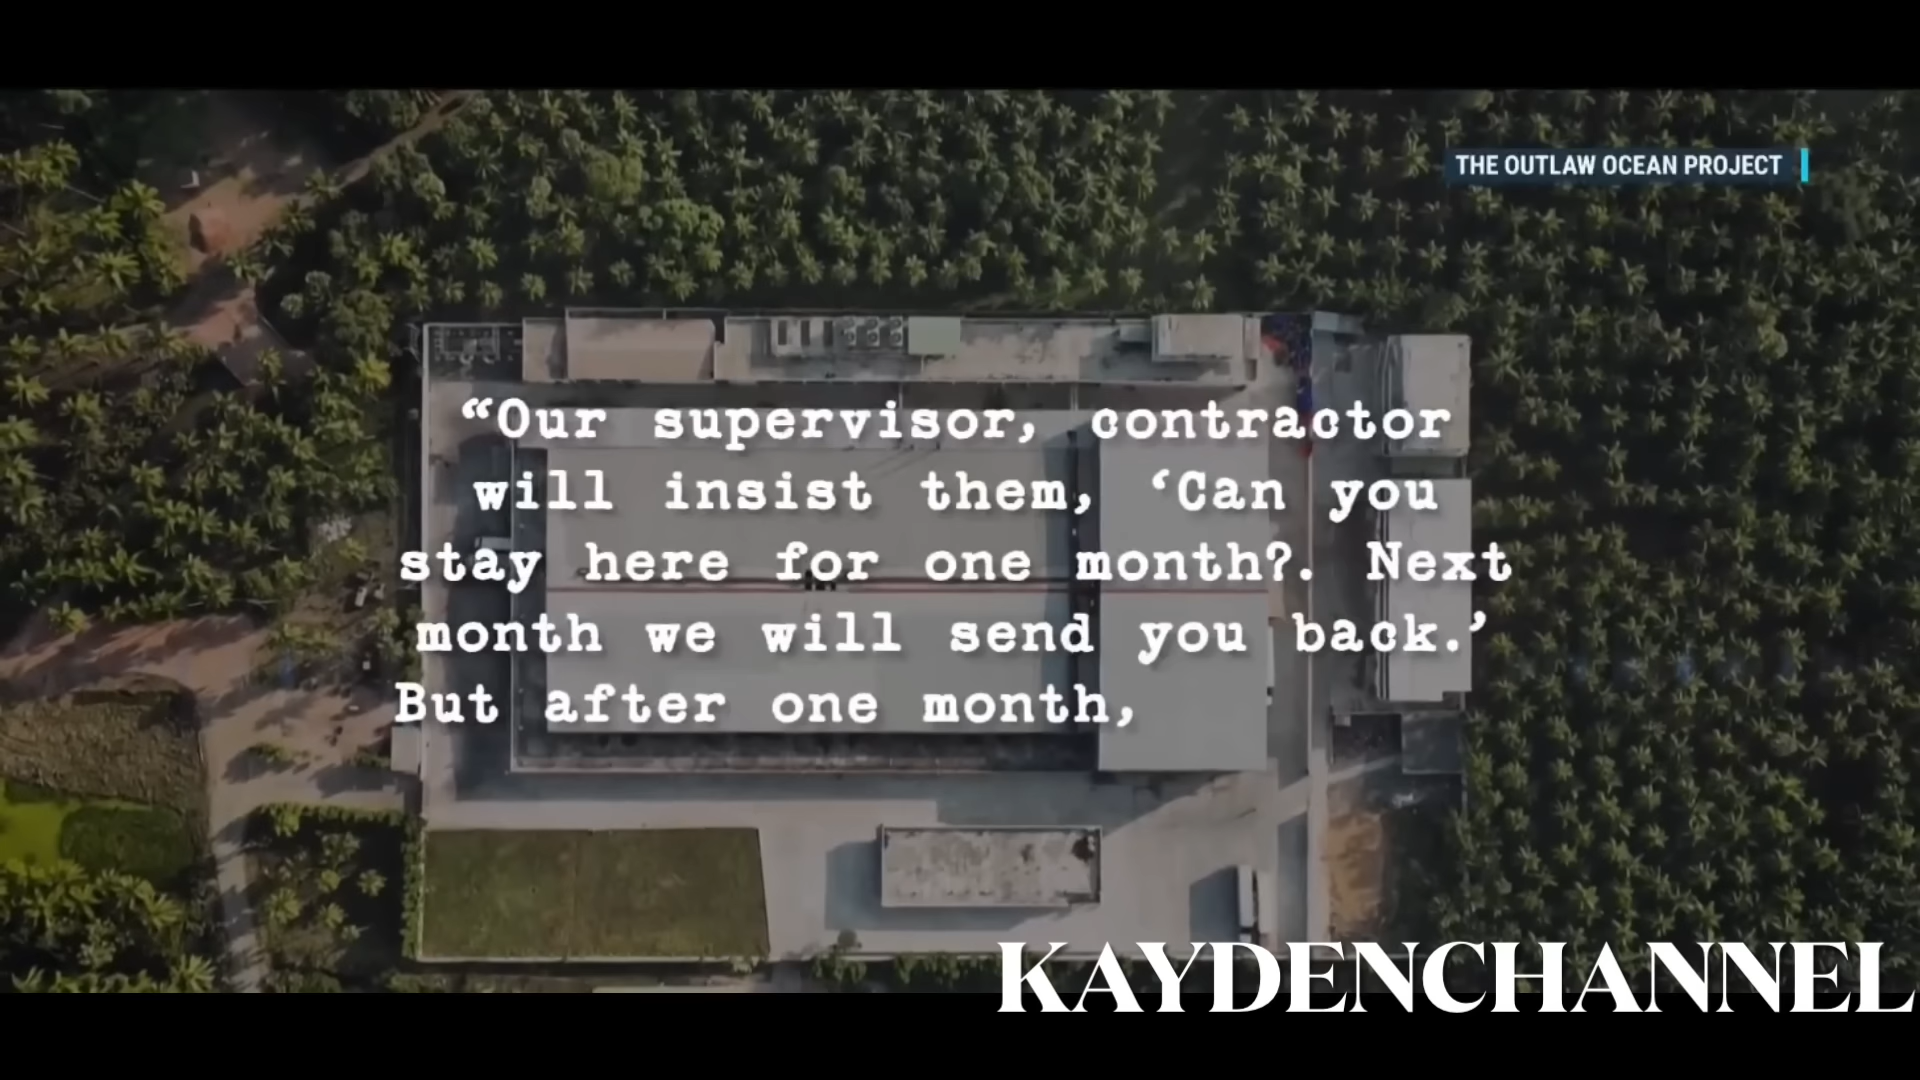 THE OUTLAW OCEAN PROJECT
“Our supervisor, contractor
will insist them, ‘Can you
stay here for one month?. Next
month we will send you back.’
But after one month,
KAYDENCHANNEL